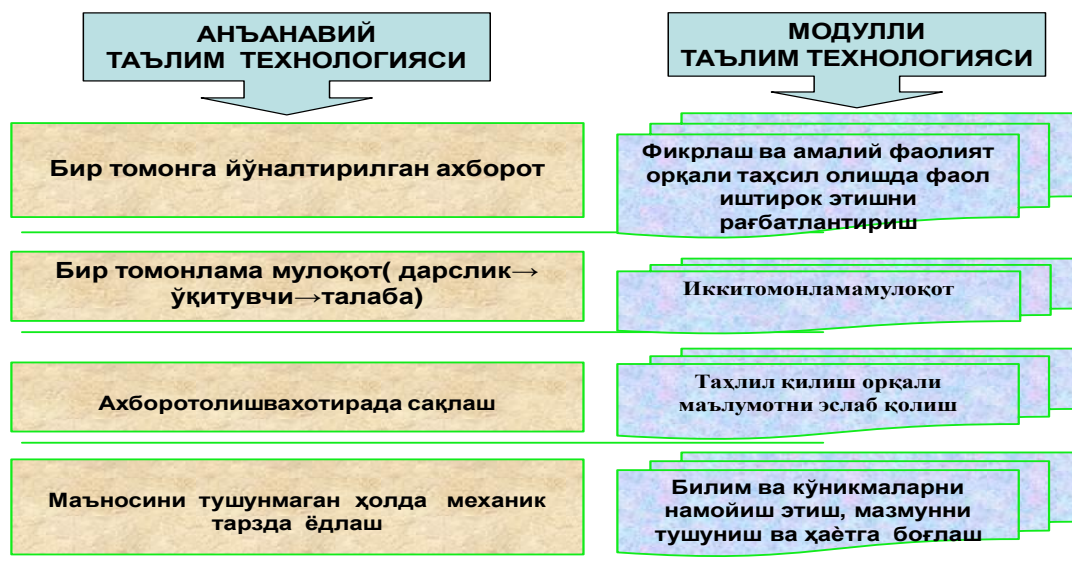 АНЪАНАВИЙ
ТАЪЛИМ ТЕХНОЛОГИЯСИ
МОДУЛЛИ
ТАЪЛИМ ТЕХНОЛОГИЯСИ
Бир томонга йўналтирилган ахборот
Фикрлаш ва амалий фаолият
орқали таҳсил олишда фаол
иштирок этишни
рағбатлантириш
Бир томонлама мулоқот( дарслик→
ўқитувчи→талаба)
Иккитомонламамулоқот
Ахборотолишвахотирада сақлаш
Таҳлил қилиш орқали
маълумотни эслаб қолиш
Маъносини тушунмаган ҳолда механик
тарзда ёдлаш
Билим ва кўникмаларни
намойиш этиш, мазмунни
тушуниш ва ҳаѐтга боғлаш